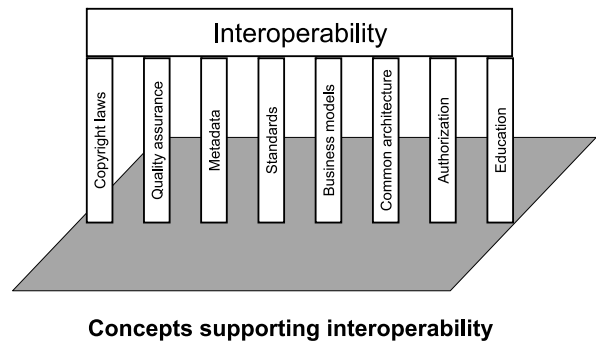 Interoperability
Copyright laws
Quality assurance
Metadata
Standards
Business models
Common architecture
Authorization
Education
Concepts supporting interoperability